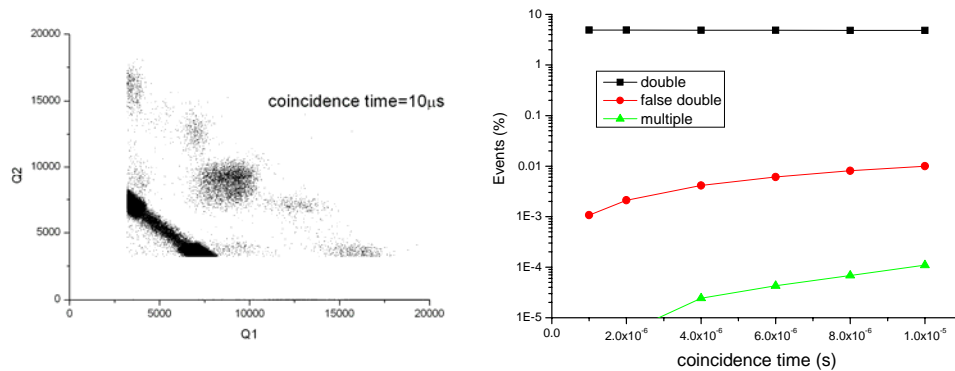 20000
15000
10000
5000
0
Q2
coincidence time=10μs
0
5000
10000
15000
20000
Q1
10
1
0.1
0.01
1E-3
1E-4
1E-5
Events (%)
double
false double
multiple
0.0
2.0x10⁻⁶
4.0x10⁻⁶
6.0x10⁻⁶
8.0x10⁻⁶
1.0x10⁻⁵
coincidence time (s)